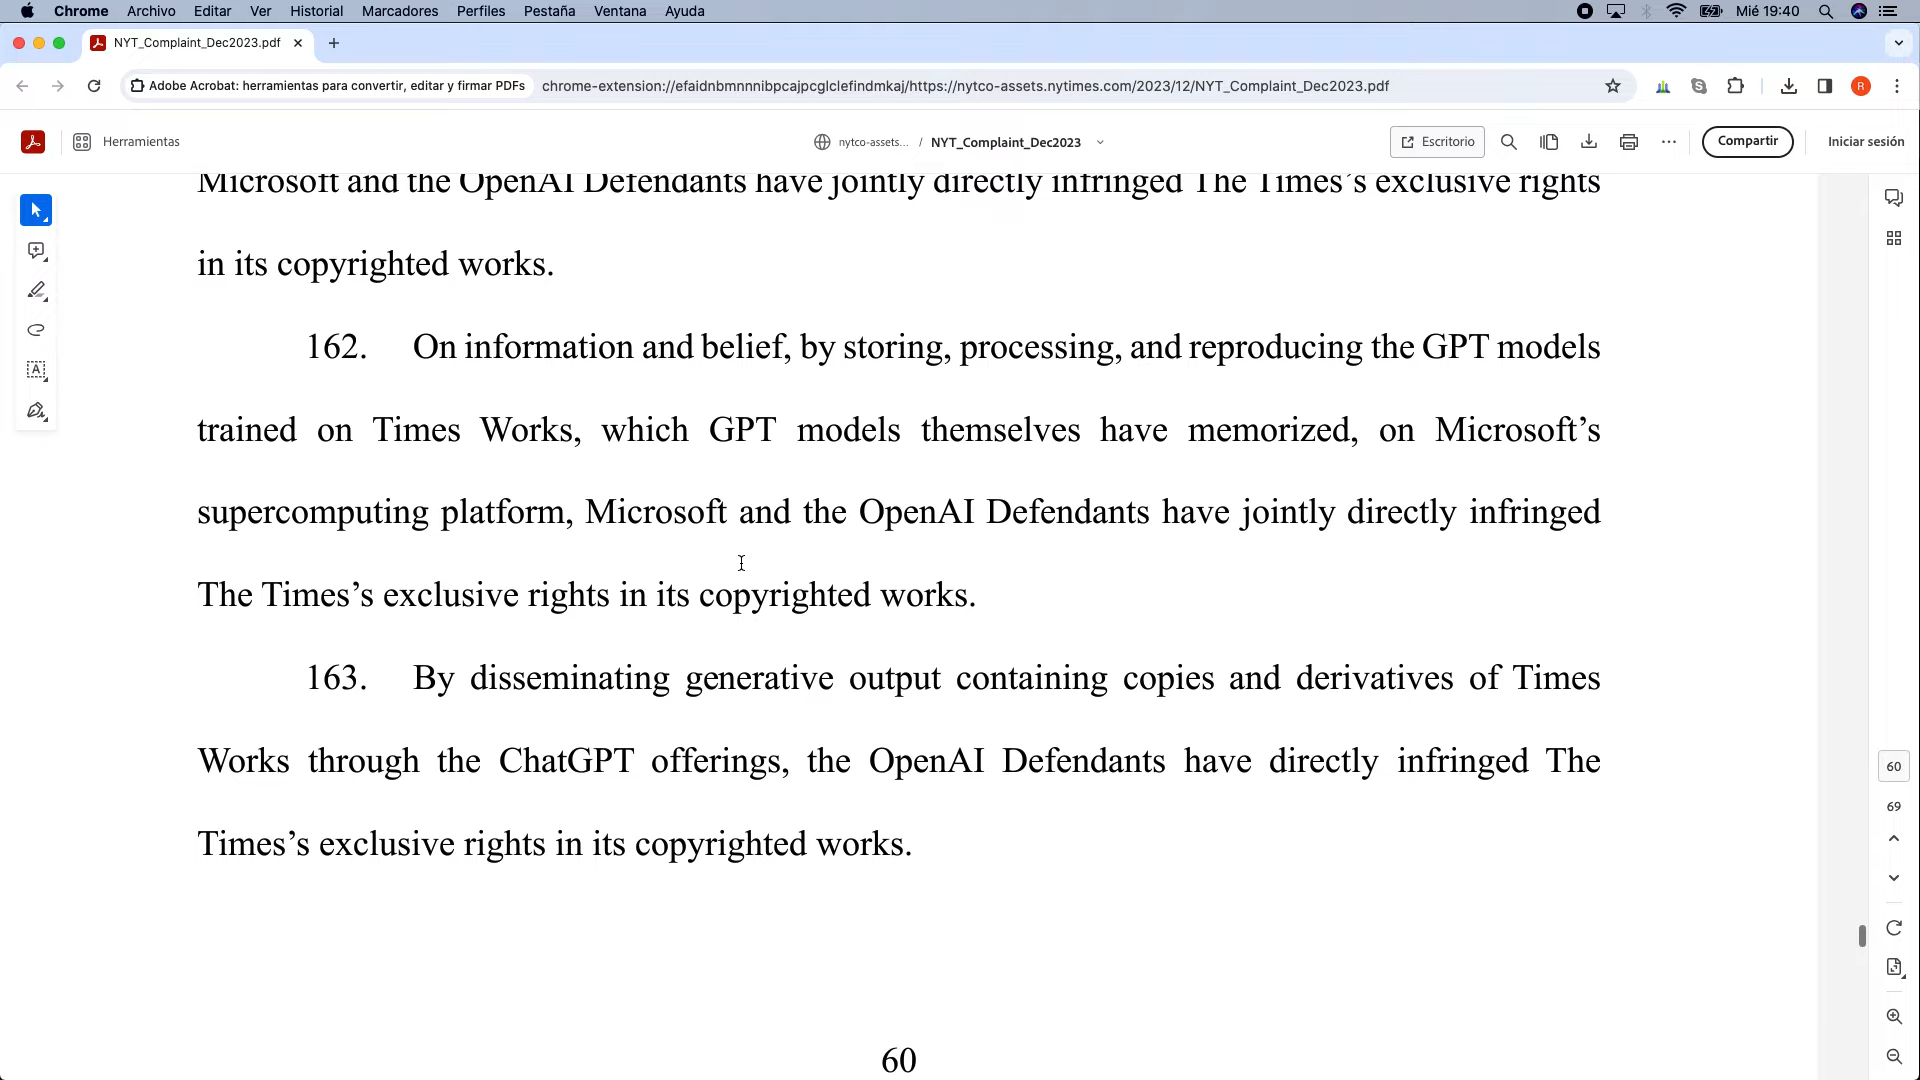 Chrome Archivo Editar Ver Historial Marcadores Perfiles Pestaña Ventana Ayuda Mié 19:40
NYT_Complaint_Dec2023.pdf
Adobe Acrobat: herramientas para convertir, editar y firmar PDFs chrome-extension://efaidnbmnnnibpcajpcglclefindmkaj/https://nytco-assets.nytimes.com/2023/12/NYT_Complaint_Dec2023.pdf R
Herramientas nytco-assets... / NYT_Complaint_Dec2023 Escritorio Compartir Iniciar sesión
Microsoft and the OpenAI Defendants have jointly directly infringed The Times’s exclusive rights
in its copyrighted works.
162. On information and belief, by storing, processing, and reproducing the GPT models
trained on Times Works, which GPT models themselves have memorized, on Microsoft’s
supercomputing platform, Microsoft and the OpenAI Defendants have jointly directly infringed
The Times’s exclusive rights in its copyrighted works.
163. By disseminating generative output containing copies and derivatives of Times
Works through the ChatGPT offerings, the OpenAI Defendants have directly infringed The
Times’s exclusive rights in its copyrighted works.
60
60
69